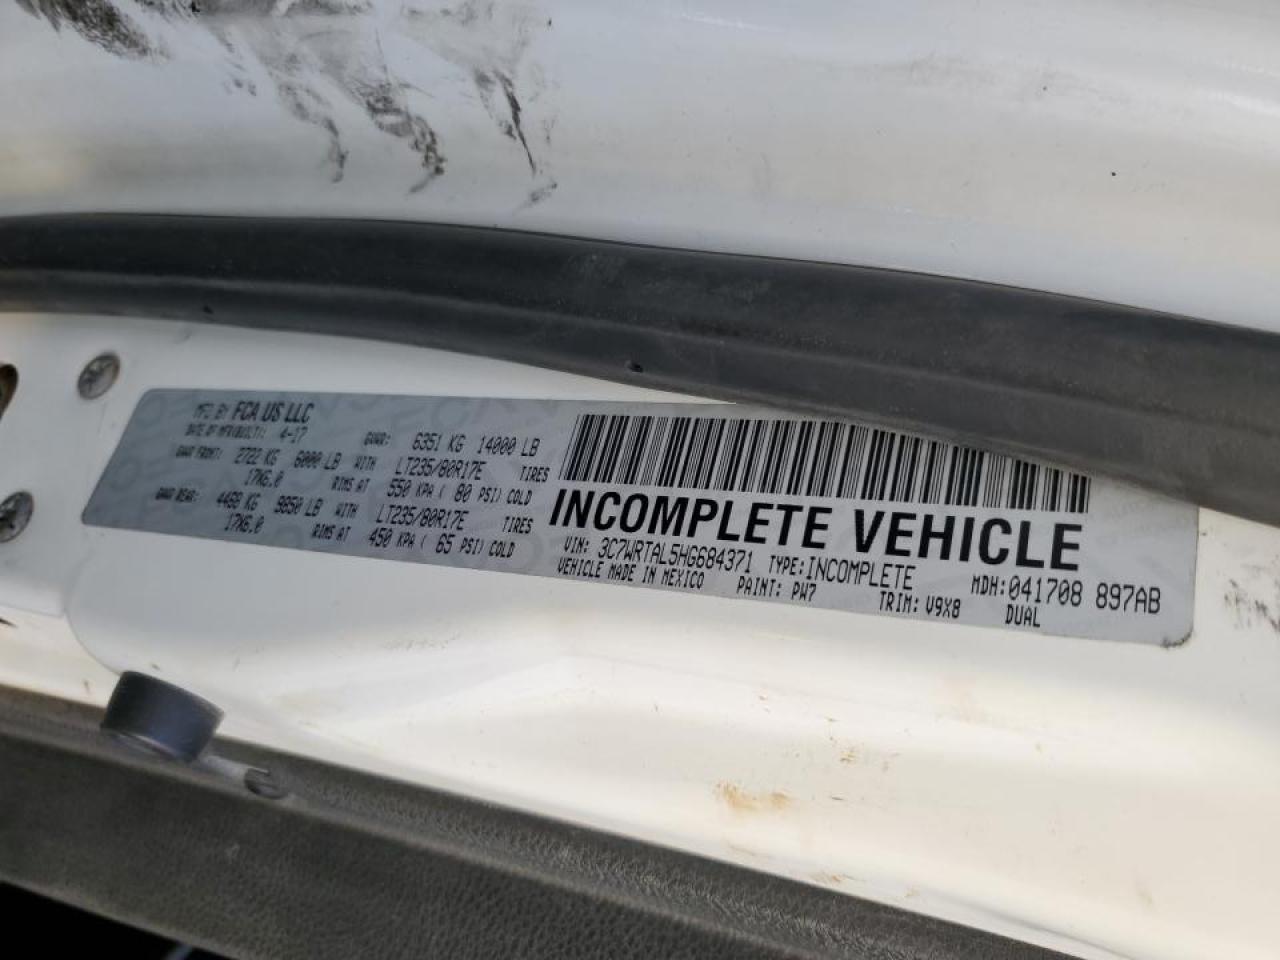 MFD BY FCA US LLC
DATE OF MFR(BUILT): 4-17 GVWR: 6351 KG 14000 LB
GAWR FRONT: 2722 KG 6000 LB WITH LT235/80R17E TIRES
17X6.0 RIMS AT 550 KPA ( 80 PSI) COLD
GAWR REAR: 4468 KG 9850 LB WITH LT235/80R17E TIRES
17X6.0 RIMS AT 450 KPA ( 65 PSI) COLD
INCOMPLETE VEHICLE
VIN: 3C7WRTAL5HG684371 TYPE: INCOMPLETE MDH: 041708 897AB
VEHICLE MADE IN MEXICO PAINT: PW7 TRIM: V9X8 DUAL